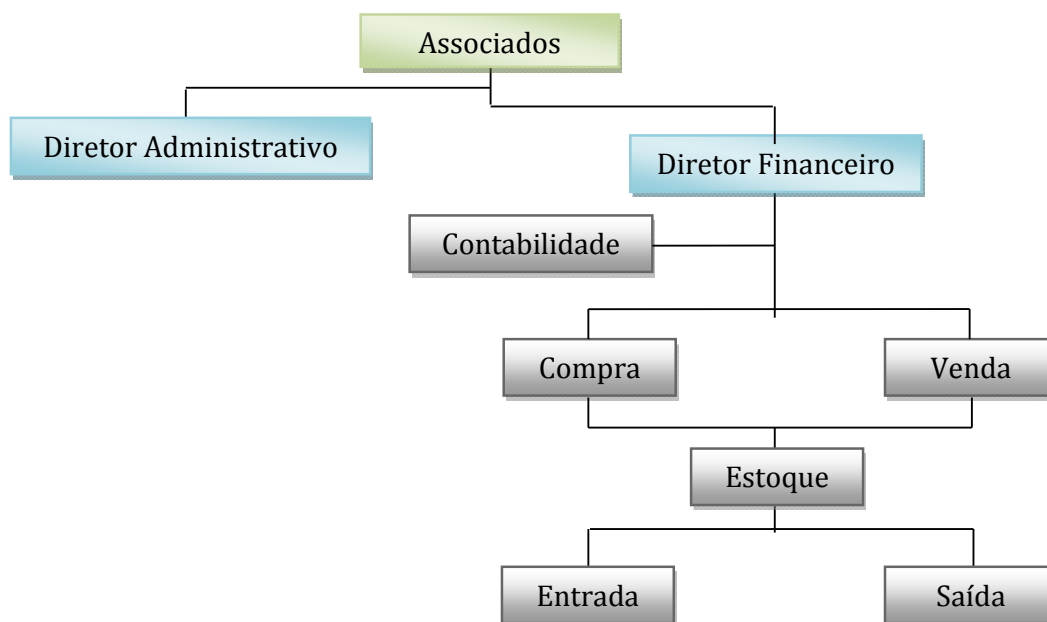 Associados
Diretor Administrativo
Diretor Financeiro
Contabilidade
Compra
Venda
Estoque
Entrada
Saída